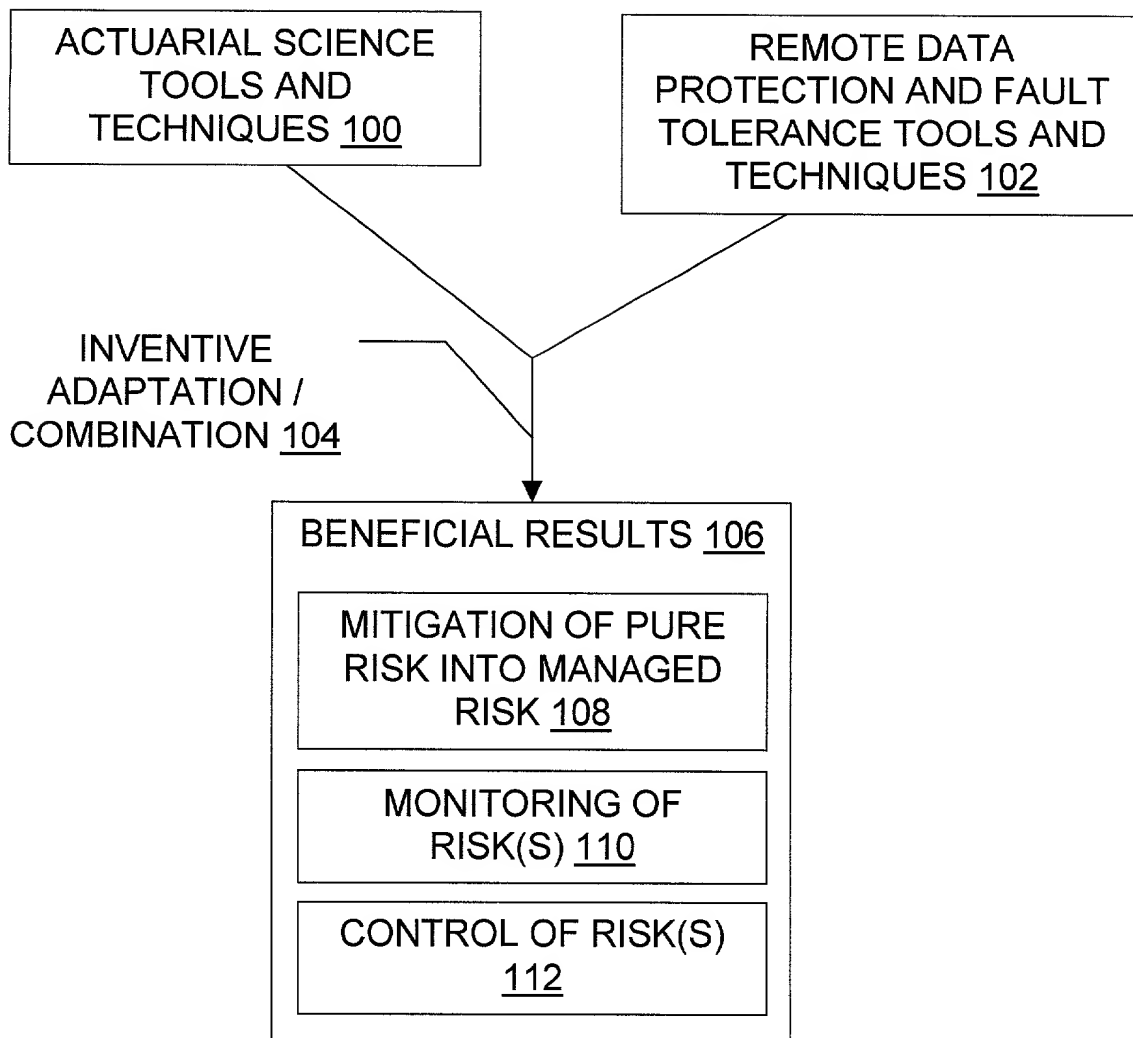 ACTUARIAL SCIENCE
TOOLS AND
TECHNIQUES 100
REMOTE DATA
PROTECTION AND FAULT
TOLERANCE TOOLS AND
TECHNIQUES 102
INVENTIVE
ADAPTATION /
COMBINATION 104
BENEFICIAL RESULTS 106
MITIGATION OF PURE
RISK INTO MANAGED
RISK 108
MONITORING OF
RISK(S) 110
CONTROL OF RISK(S)
112